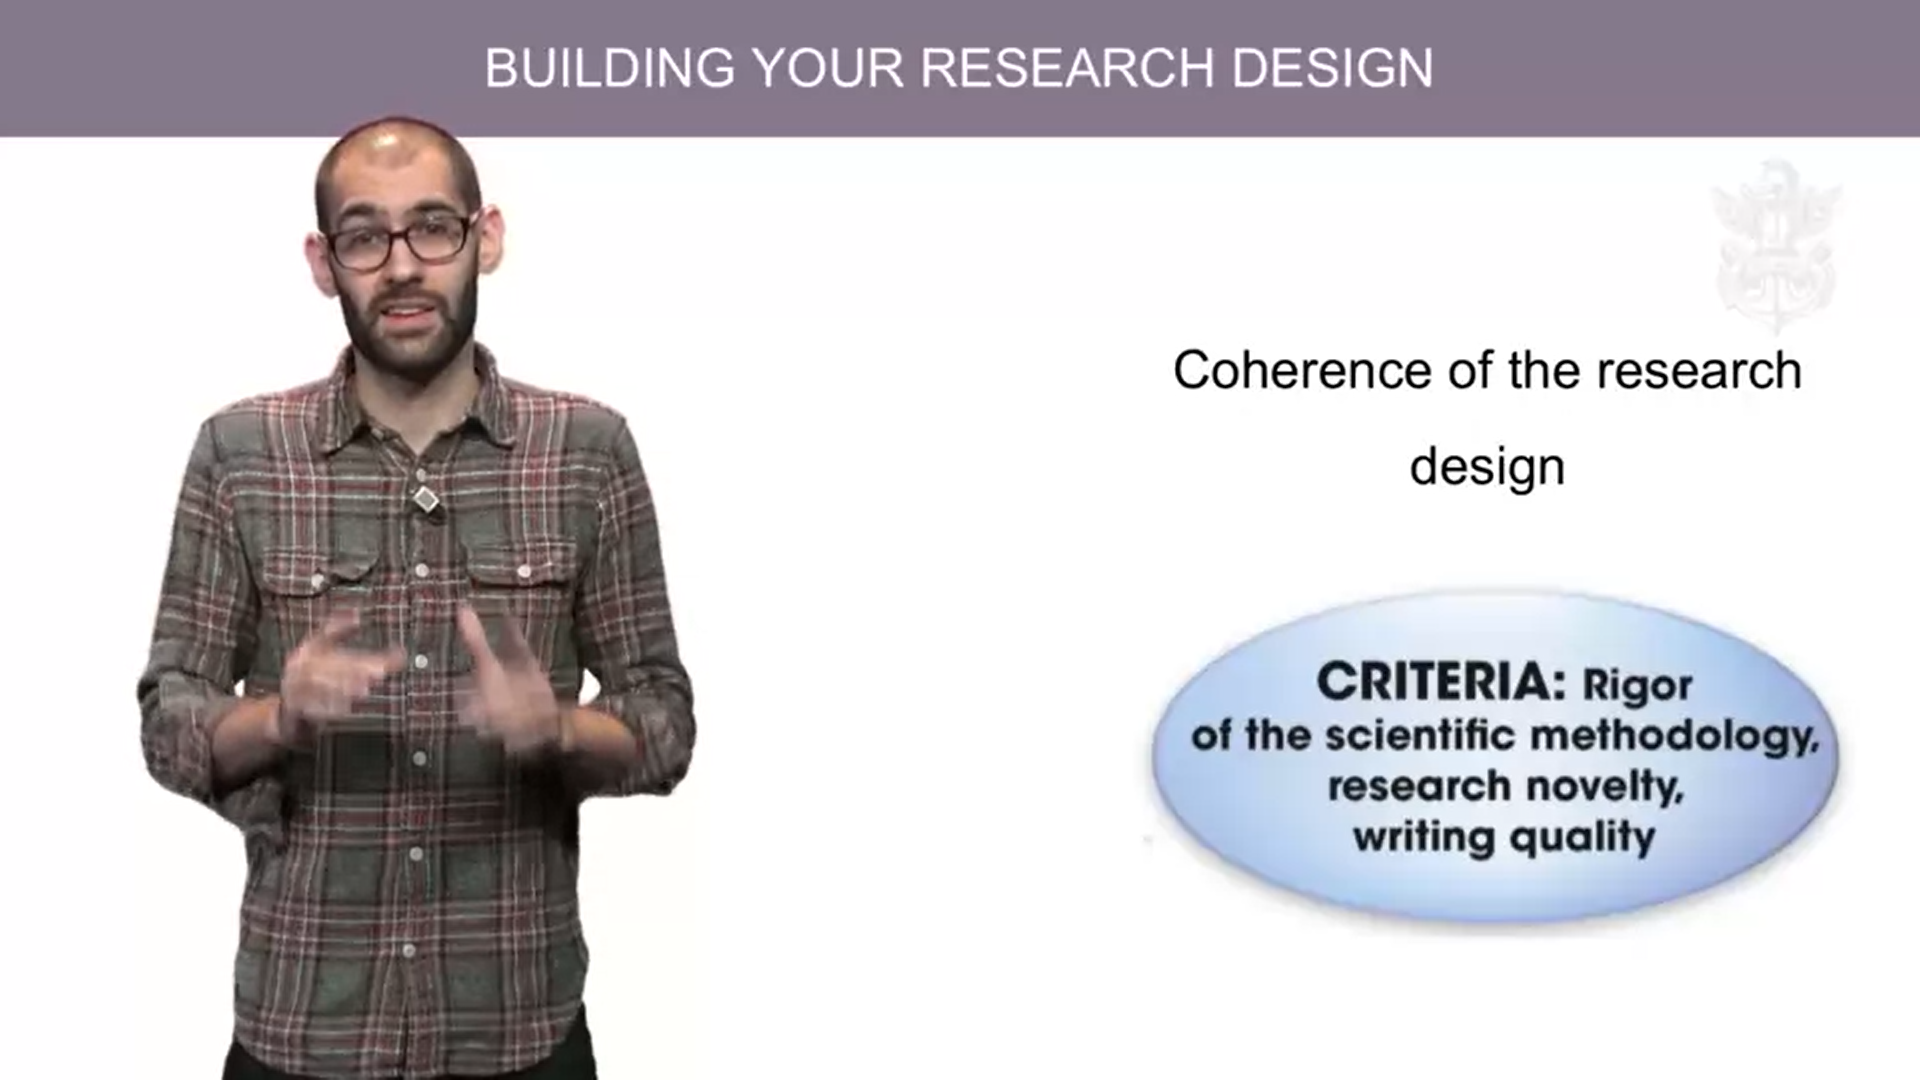 BUILDING YOUR RESEARCH DESIGN
Coherence of the research
design
CRITERIA: Rigor
of the scientific methodology,
research novelty,
writing quality